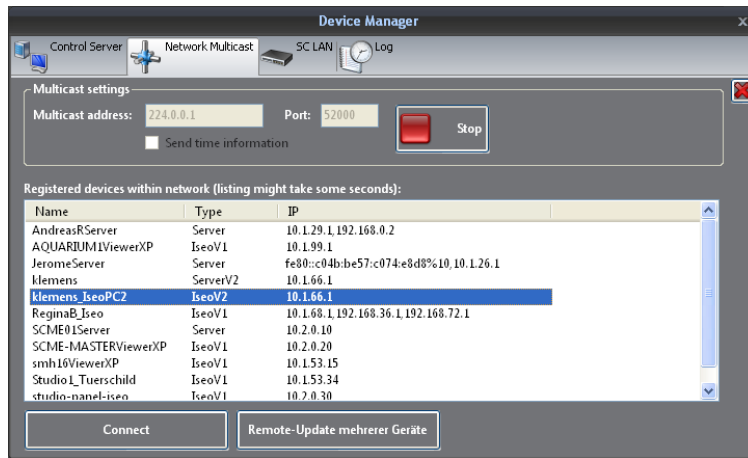 Device Manager
x
Control Server
Network Multicast
SC LAN
Log
Multicast settings
Multicast address: 224.0.0.1 Port: 52000 Stop
Send time information
Registered devices within network (listing might take some seconds):
Name Type IP
AndreasRServer Server 10.1.29.1,192.168.0.2
AQUARIUM1ViewerXP IseoV1 10.1.99.1
JeromeServer Server fe80::c04b:be57:c074:e8d8%10,10.1.26.1
klemens ServerV2 10.1.66.1
klemens_IseoPC2 IseoV2 10.1.66.1
ReginaB_Iseo IseoV1 10.1.68.1,192.168.36.1,192.168.72.1
SCME01Server Server 10.2.0.10
SCME-MASTERViewerXP IseoV1 10.2.0.20
smh16ViewerXP IseoV1 10.1.53.15
Studio1_Tuerschild IseoV1 10.1.53.34
studio-panel-iseo IseoV1 10.2.0.30
Connect Remote-Update mehrerer Geräte